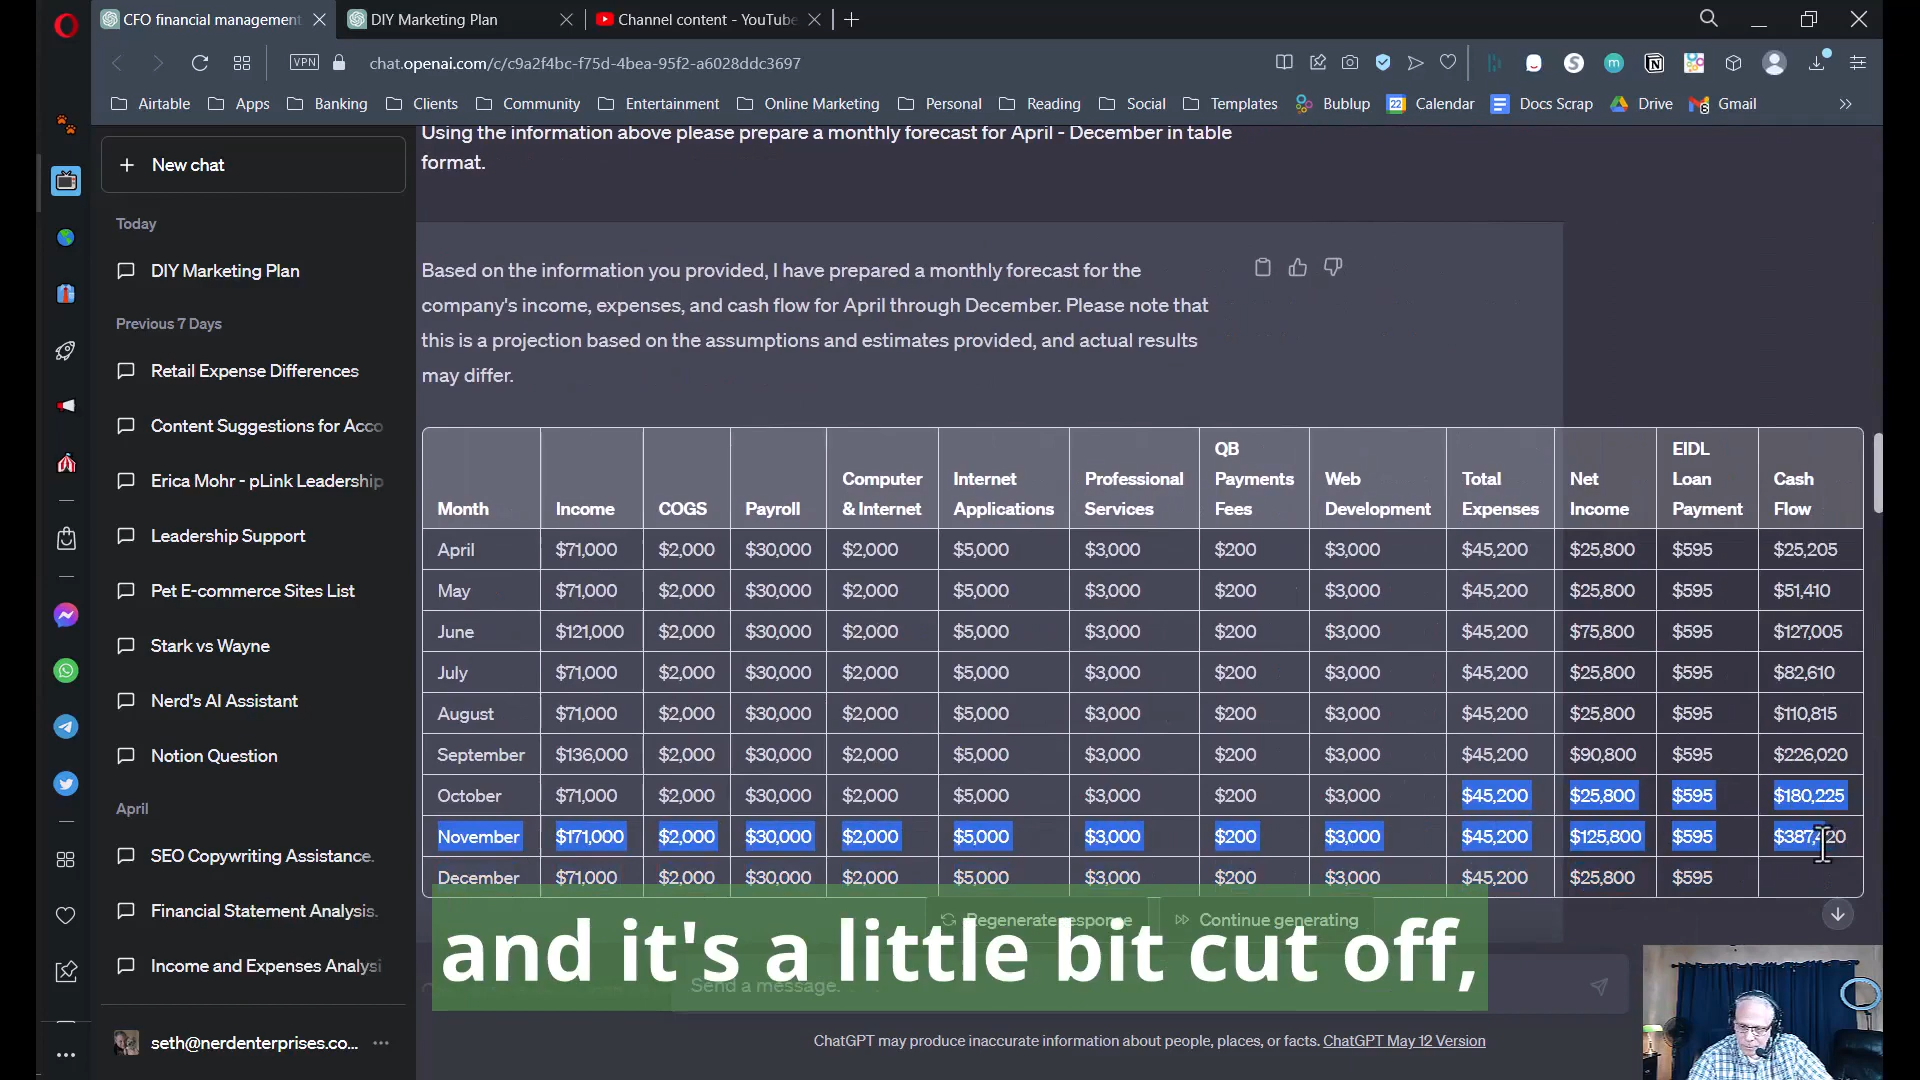 CFO financial management
DIY Marketing Plan
Channel content - YouTube
VPN
chat.openai.com/c/c9a2f4bc-f75d-4bea-95f2-a6028ddc3697
Airtable Apps Banking Clients Community Entertainment Online Marketing Personal Reading Social Templates Bublup Calendar Docs Scrap Drive Gmail
New chat
Today
DIY Marketing Plan
Previous 7 Days
Retail Expense Differences
Content Suggestions for Acco
Erica Mohr - pLink Leadership
Leadership Support
Pet E-commerce Sites List
Stark vs Wayne
Nerd's AI Assistant
Notion Question
April
SEO Copywriting Assistance.
Financial Statement Analysis.
Income and Expenses Analysi
seth@nerdenterprises.co...
Using the information above please prepare a monthly forecast for April - December in table
format.
Based on the information you provided, I have prepared a monthly forecast for the
company's income, expenses, and cash flow for April through December. Please note that
this is a projection based on the assumptions and estimates provided, and actual results
may differ.
Month Income COGS Payroll Computer & Internet Internet Applications Professional Services QB Payments Fees Web Development Total Expenses Net Income EIDL Loan Payment Cash Flow
April $71,000 $2,000 $30,000 $2,000 $5,000 $3,000 $200 $3,000 $45,200 $25,800 $595 $25,205
May $71,000 $2,000 $30,000 $2,000 $5,000 $3,000 $200 $3,000 $45,200 $25,800 $595 $51,410
June $121,000 $2,000 $30,000 $2,000 $5,000 $3,000 $200 $3,000 $45,200 $75,800 $595 $127,005
July $71,000 $2,000 $30,000 $2,000 $5,000 $3,000 $200 $3,000 $45,200 $25,800 $595 $82,610
August $71,000 $2,000 $30,000 $2,000 $5,000 $3,000 $200 $3,000 $45,200 $25,800 $595 $110,815
September $136,000 $2,000 $30,000 $2,000 $5,000 $3,000 $200 $3,000 $45,200 $90,800 $595 $226,020
October $71,000 $2,000 $30,000 $2,000 $5,000 $3,000 $200 $3,000 $45,200 $25,800 $595 $180,225
November $171,000 $2,000 $30,000 $2,000 $5,000 $3,000 $200 $3,000 $45,200 $125,800 $595
December $71,000 $2,000 $30,000 $2,000 $5,000 $3,000 $200 $3,000 $45,200 $25,800 $595
Regenerate response
Continue generating
and it's a little bit cut off,
Send a message.
ChatGPT may produce inaccurate information about people, places, or facts. ChatGPT May 12 Version